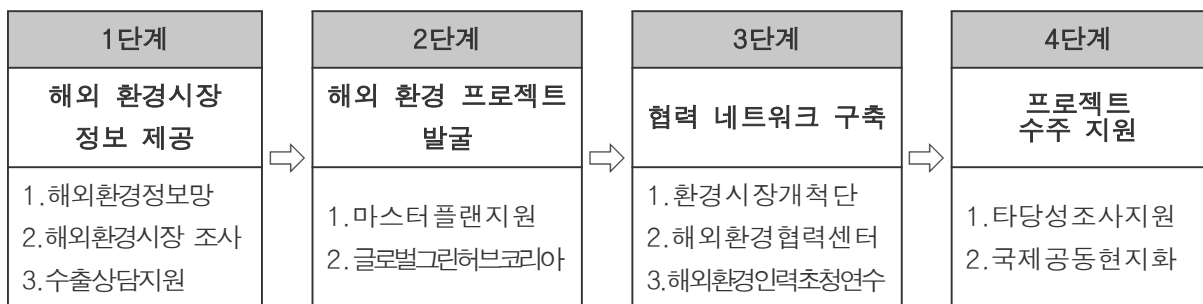 1단계
해외 환경시장
정보 제공
1.해외환경정보망
2.해외환경시장 조사
3.수출상담지원
2단계
해외 환경 프로젝트
발굴
1.마스터플랜지원
2.글로벌그린허브코리아
3단계
협력 네트워크 구축
1.환경시장개척단
2.해외환경협력센터
3.해외환경인력초청연수
4단계
프로젝트
수주 지원
1.타당성조사지원
2.국제공동현지화